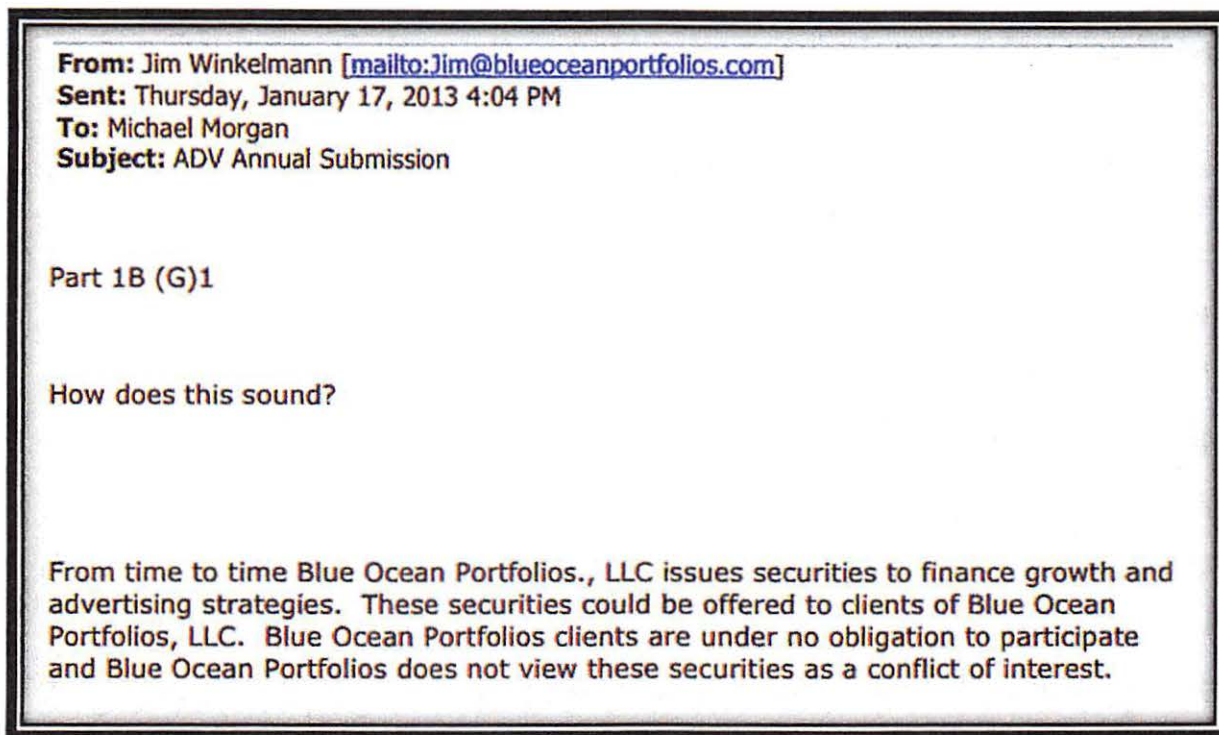 From: Jim Winkelmann [mailto:Jim@blueoceanportfolios.com]
Sent: Thursday, January 17, 2013 4:04 PM
To: Michael Morgan
Subject: ADV Annual Submission
Part 1B (G)1
How does this sound?
From time to time Blue Ocean Portfolios., LLC issues securities to finance growth and
advertising strategies. These securities could be offered to clients of Blue Ocean
Portfolios, LLC. Blue Ocean Portfolios clients are under no obligation to participate
and Blue Ocean Portfolios does not view these securities as a conflict of interest.